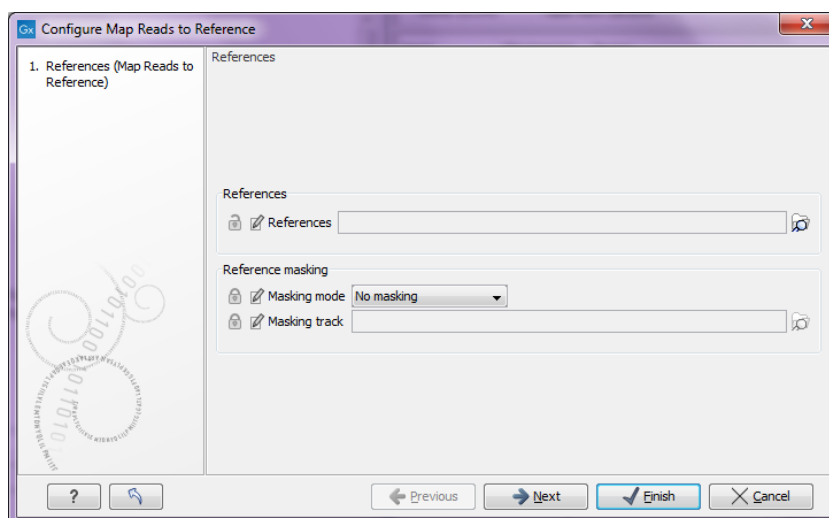 Gx Configure Map Reads to Reference
1. References (Map Reads to
Reference)
References
References
References
Reference masking
Masking mode No masking
Masking track
? Previous Next Finish Cancel